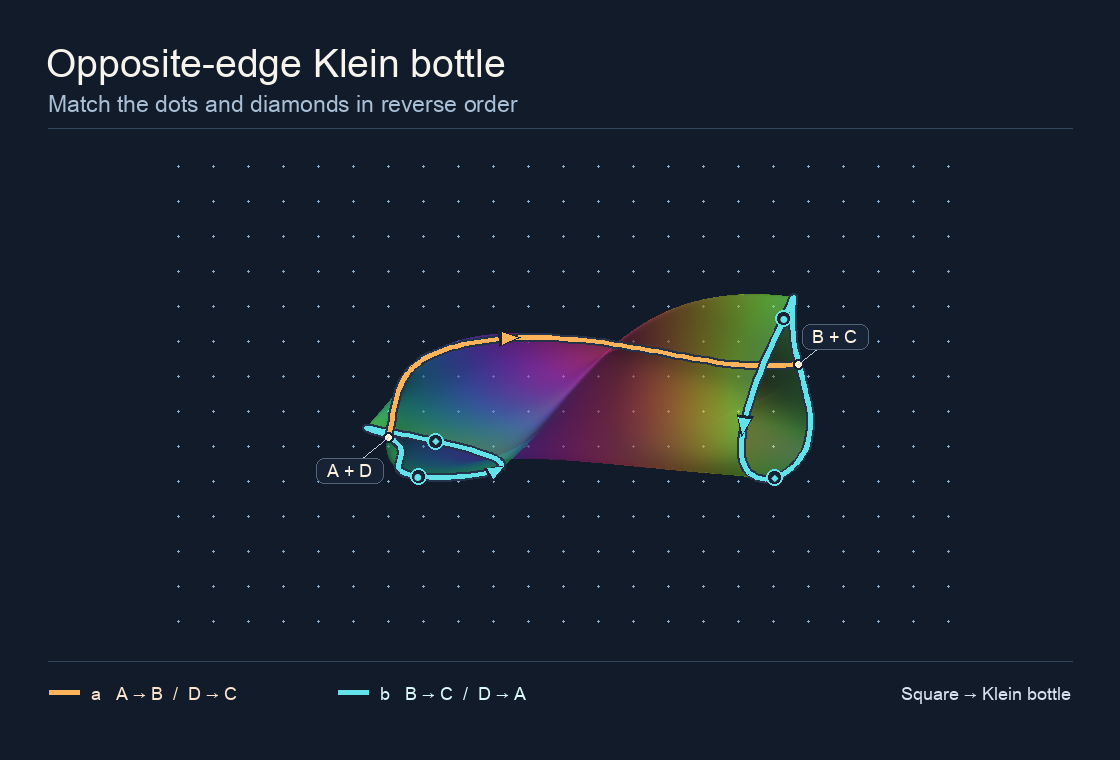 Opposite-edge Klein bottle
Match the dots and diamonds in reverse order
B + C
A + D
a A→B / D→C
b B→C / D→A
Square→Klein bottle